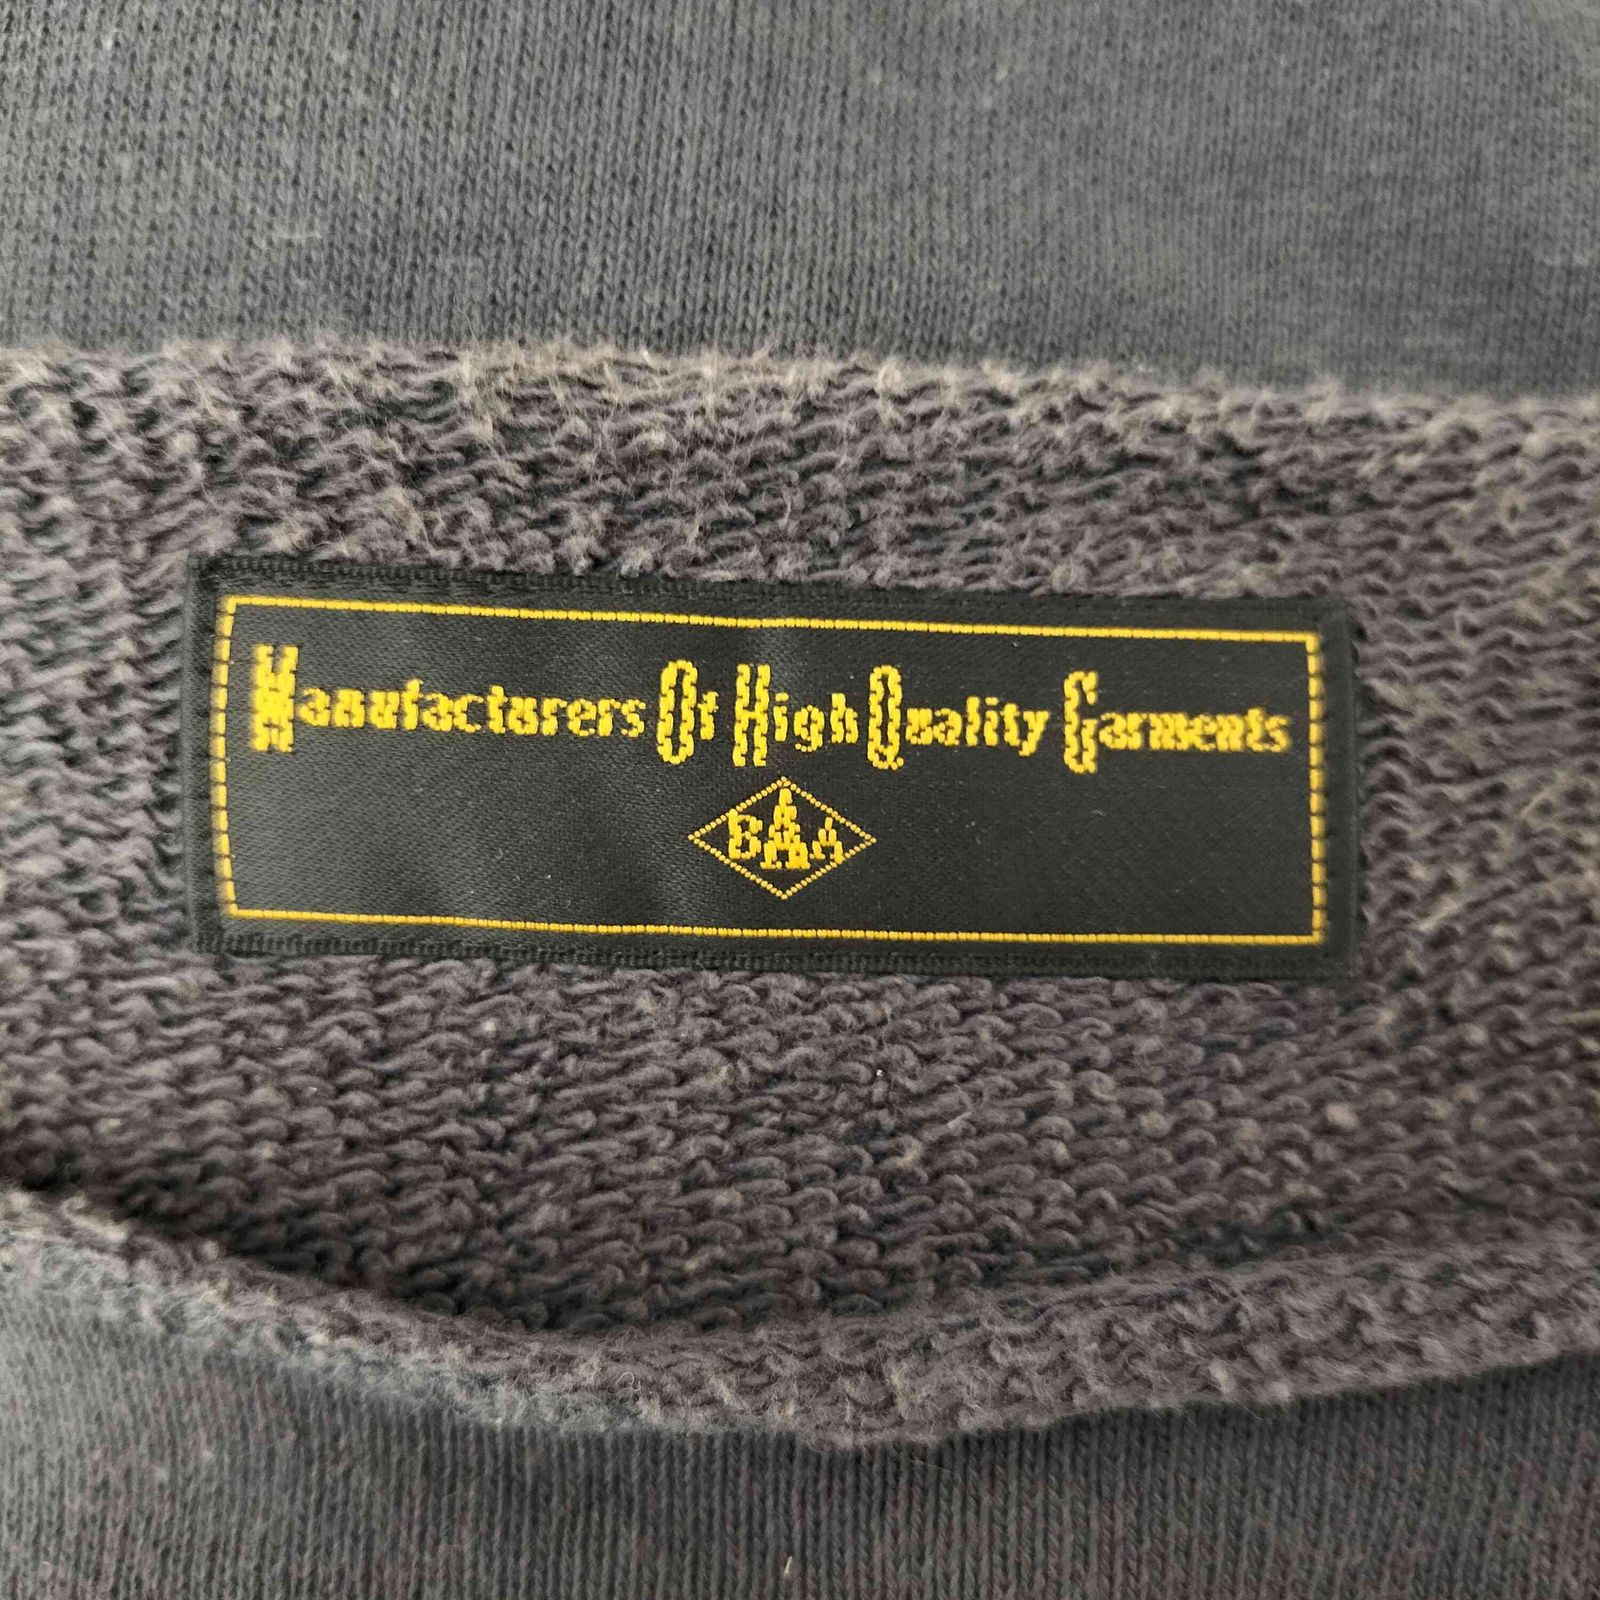 Manufacturers Of High Quality Garments
BAA